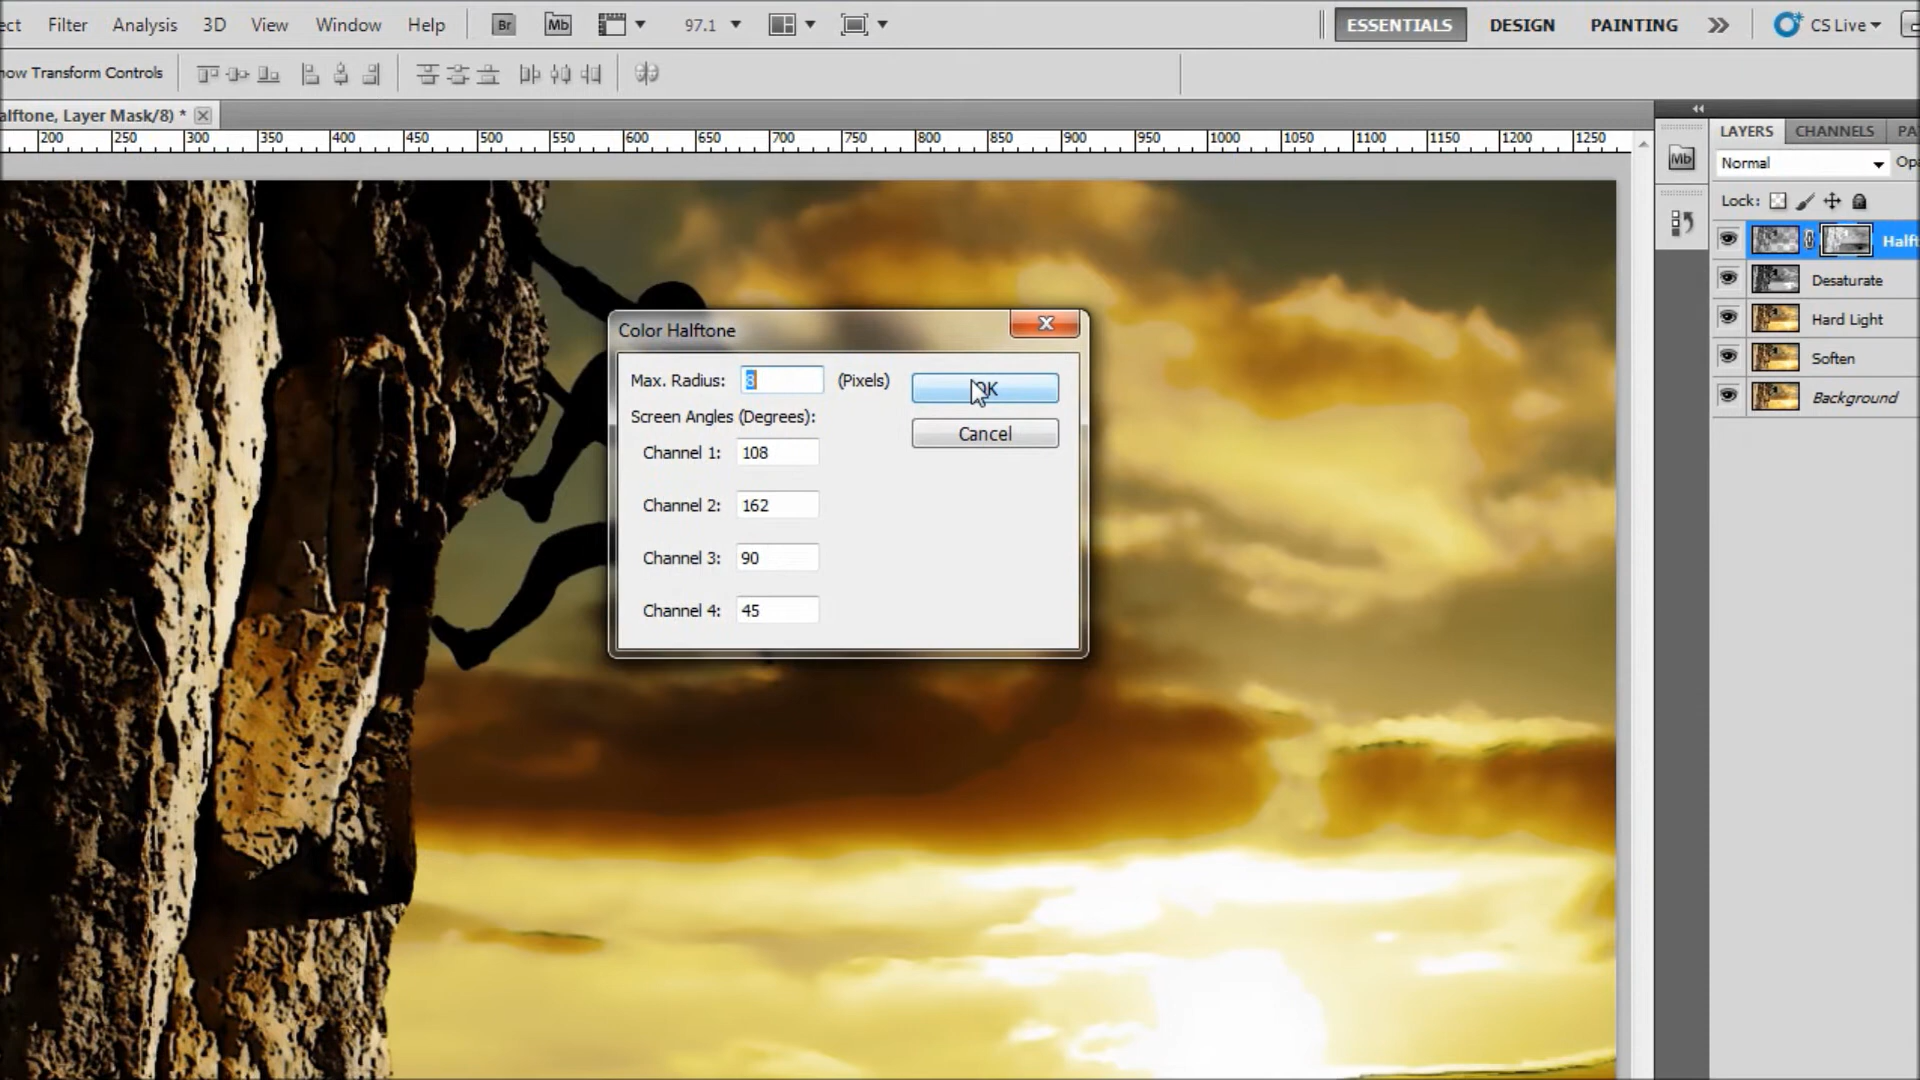 ect Filter Analysis 3D View Window Help Br Mb 97.1 ESSENTIALS DESIGN PAINTING CS Live
how Transform Controls
alftone, Layer Mask/8) *
200 250 300 350 400 450 500 550 600 650 700 750 800 850 900 950 1000 1050 1100 1150 1200 1250
LAYERS CHANNELS PA
Mb
Normal Opa
Lock:
Halft
Desaturate
Hard Light
Soften
Background
Color Halftone
Max. Radius: 8 (Pixels) OK
Screen Angles (Degrees):
Cancel
Channel 1: 108
Channel 2: 162
Channel 3: 90
Channel 4: 45